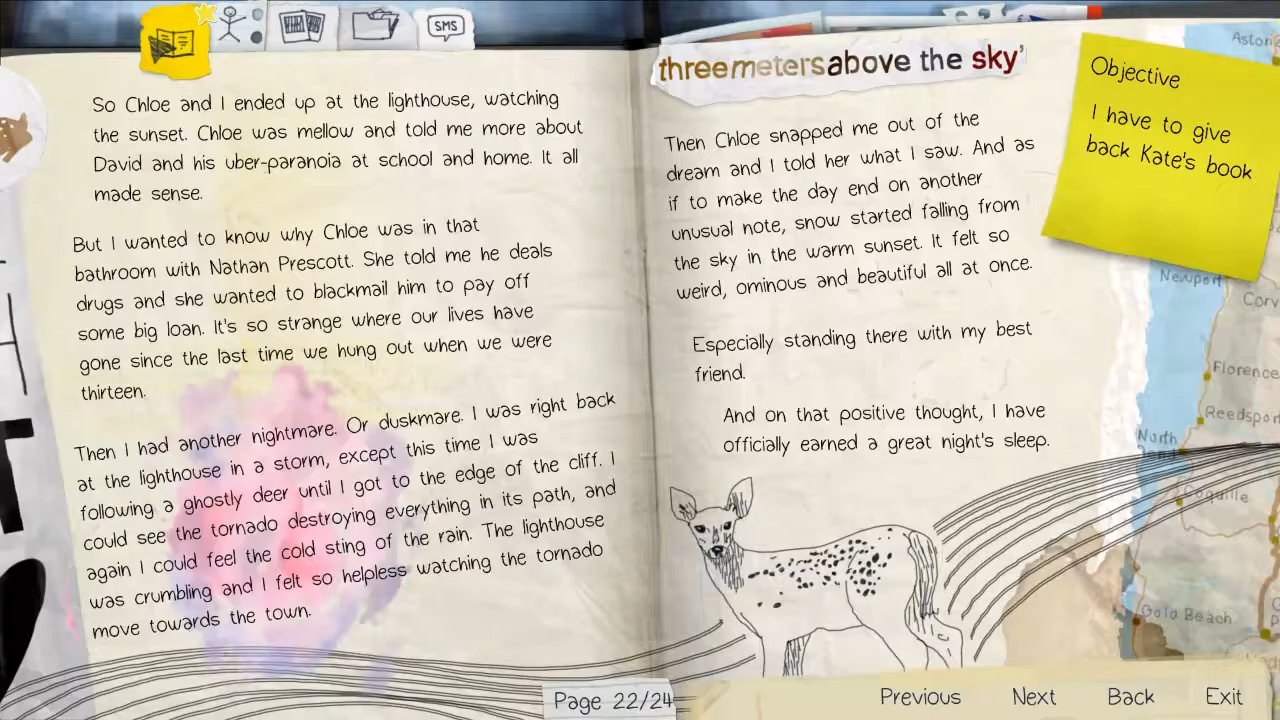 SMS
So Chloe and I ended up at the lighthouse, watching
the sunset. Chloe was mellow and told me more about
David and his uber-paranoia at school and home. It all
made sense.
But I wanted to know why Chloe was in that
bathroom with Nathan Prescott. She told me he deals
drugs and she wanted to blackmail him to pay off
some big loan. It's so strange where our lives have
gone since the last time we hung out when we were
thirteen.
Then I had another nightmare. Or duskmare. I was right back
at the lighthouse in a storm, except this time I was
following a ghostly deer until I got to the edge of the cliff. I
could see the tornado destroying everything in its path, and
again I could feel the cold sting of the rain. The lighthouse
was crumbling and I felt so helpless watching the tornado
move towards the town.
three meters above the sky'
Then Chloe snapped me out of the
dream and I told her what I saw. And as
if to make the day end on another
unusual note, snow started falling from
the sky in the warm sunset. It felt so
weird, ominous and beautiful all at once.
Especially standing there with my best
friend.
And on that positive thought, I have
officially earned a great night's sleep.
Objective
I have to give
back Kate's book
Astori
Newport
Corv
Florence
Reedsport
North
Coquille
Gold Beach
Page 22/24
Previous
Next
Back
Exit